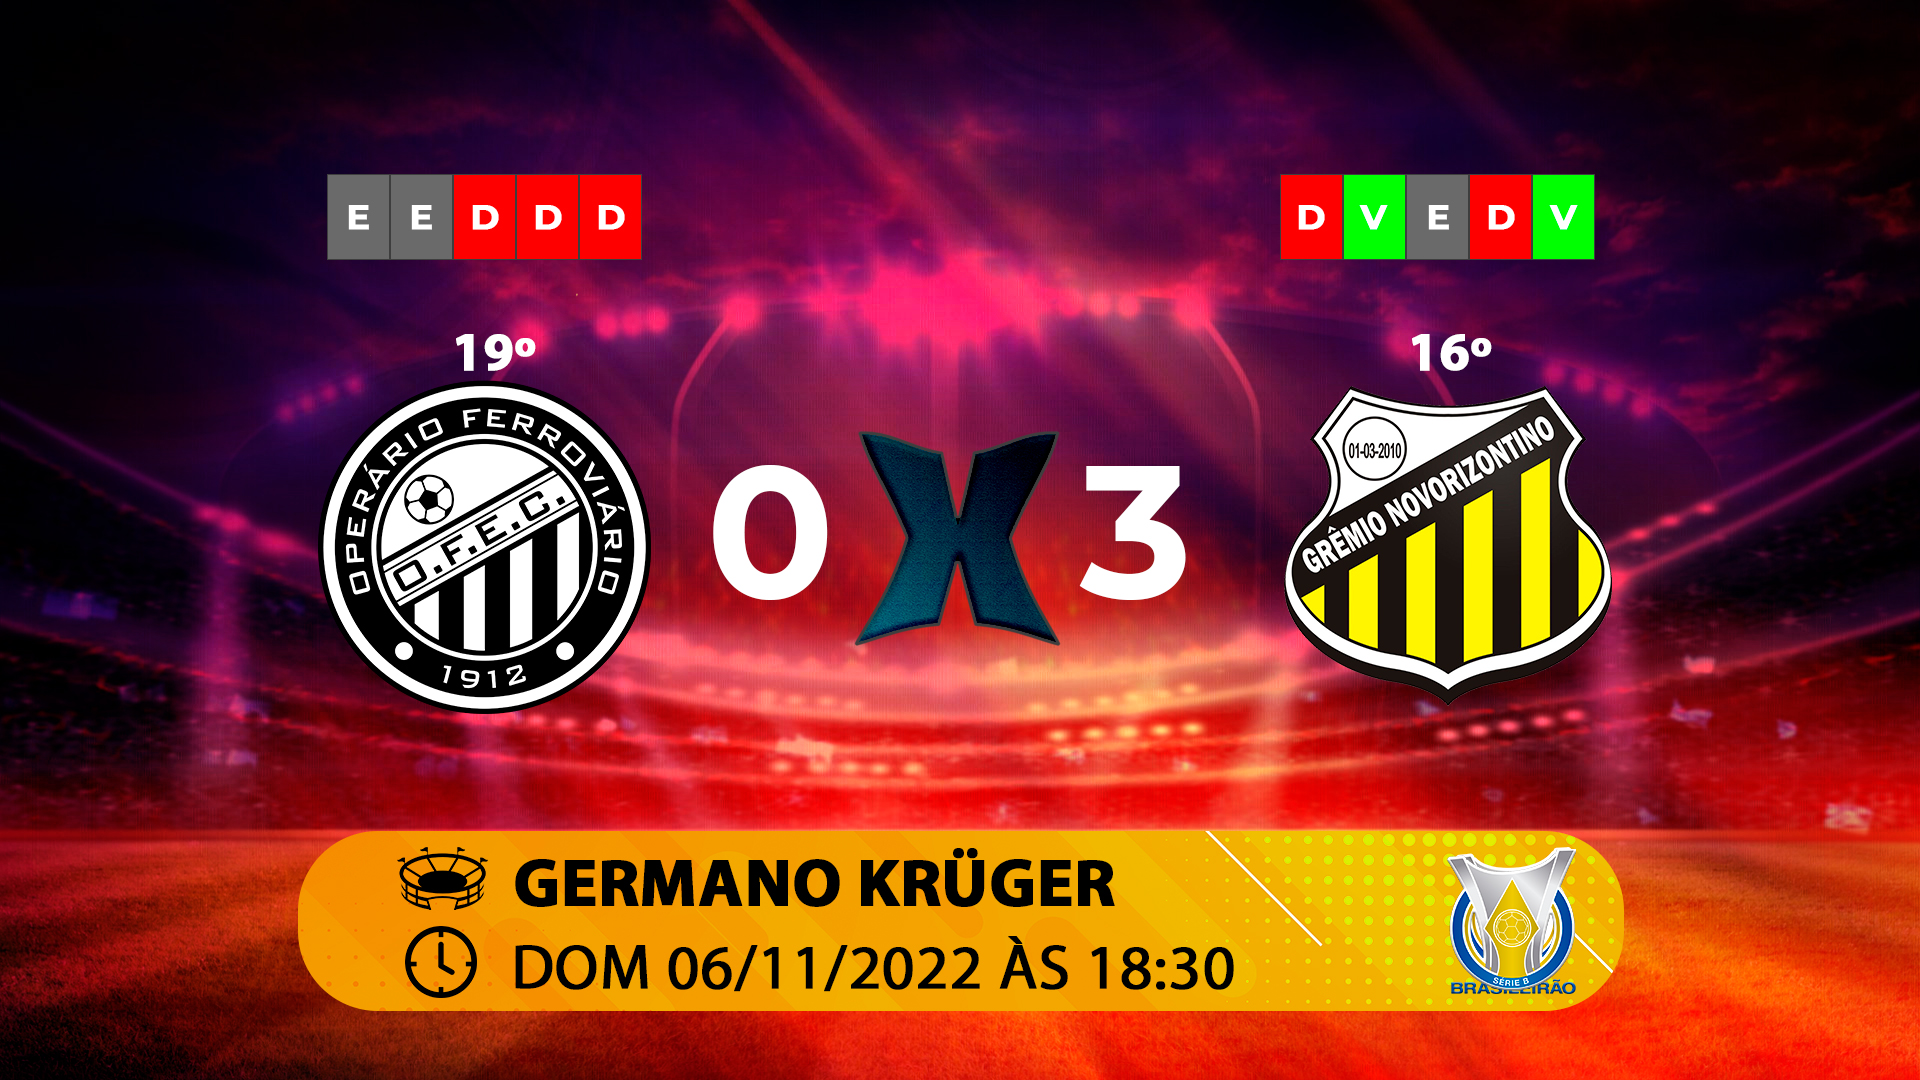 E E D D D
D V E D V
19º
16º
OPERÁRIO FERROVIÁRIO
O.F.E.C.
1912
0 X 3
01-03-2010
GRÊMIO NOVORIZONTINO
GERMANO KRÜGER
DOM 06/11/2022 ÀS 18:30
SÉRIE B
BRASILEIRÃO